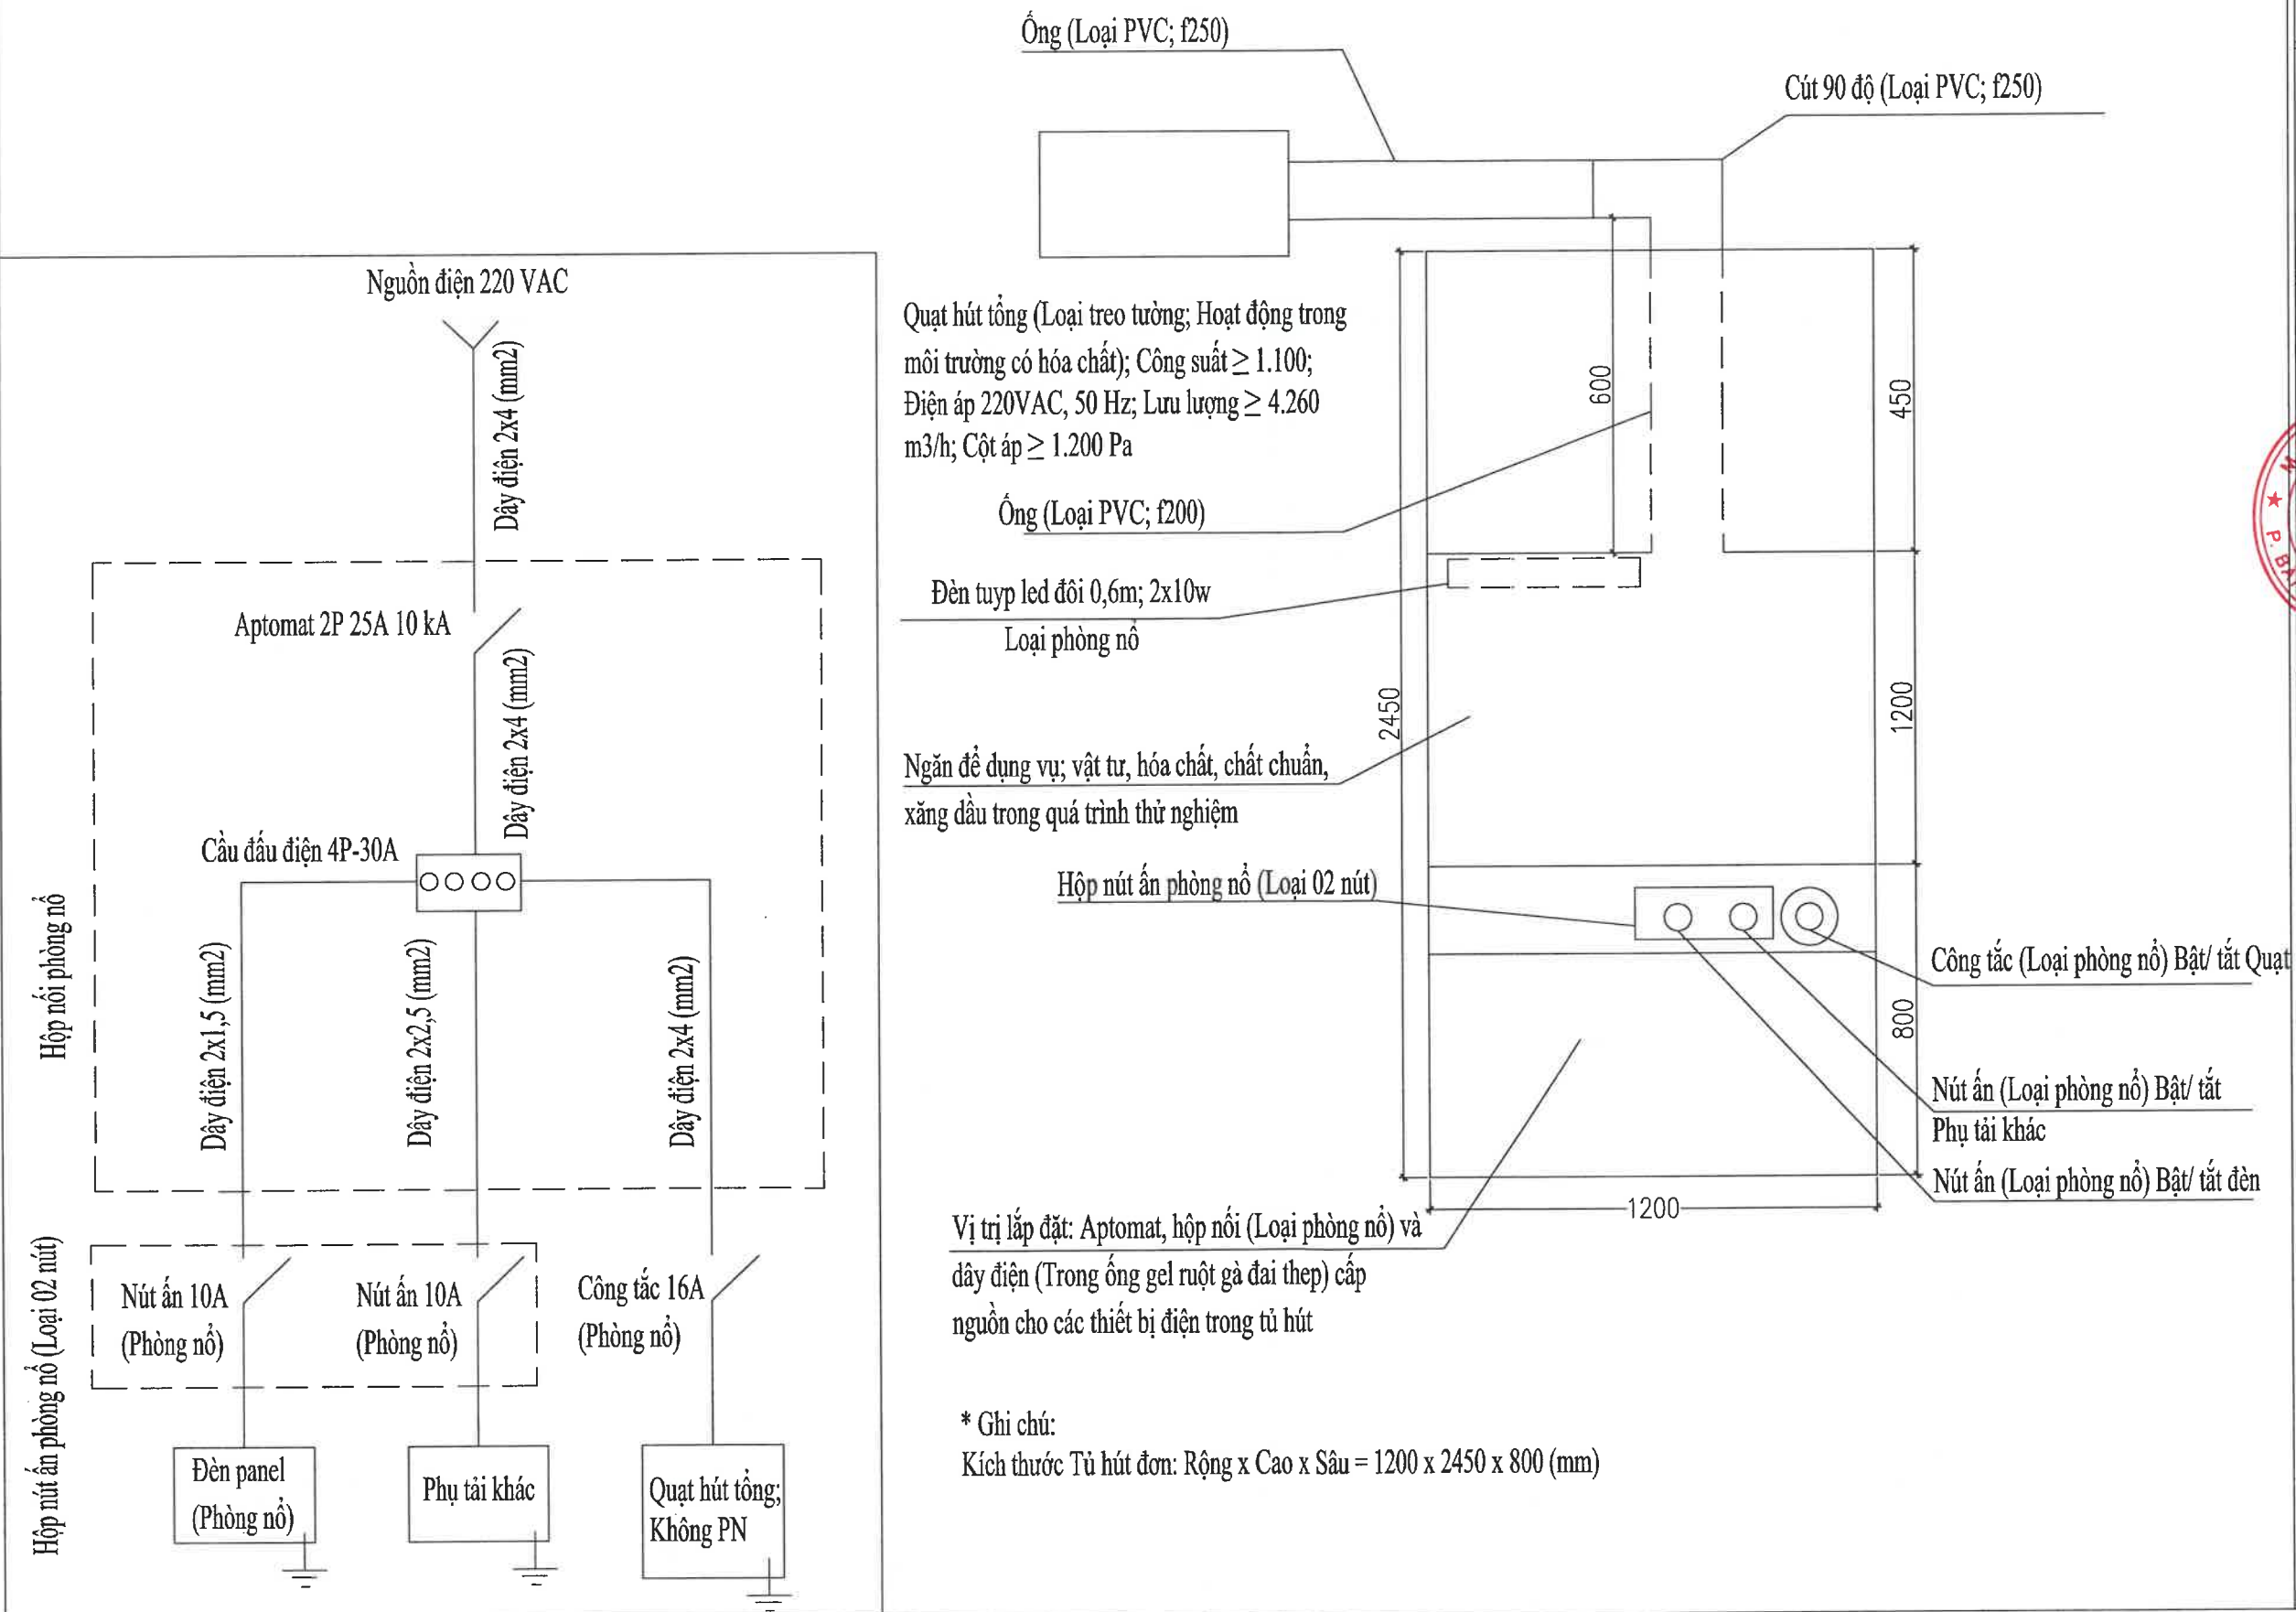 Ống (Loại PVC; f250)
Cút 90 độ (Loại PVC; f250)
Nguồn điện 220 VAC
Dây điện 2x4 (mm2)
Aptomat 2P 25A 10 kA
Dây điện 2x4 (mm2)
Cầu đấu điện 4P-30A
Hộp nối phòng nổ
Dây điện 2x1,5 (mm2)
Dây điện 2x2,5 (mm2)
Dây điện 2x4 (mm2)
Hộp nút ấn phòng nổ (Loại 02 nút)
Nút ấn 10A
(Phòng nổ)
Nút ấn 10A
(Phòng nổ)
Công tắc 16A
(Phòng nổ)
Đèn panel
(Phòng nổ)
Phụ tải khác
Quạt hút tổng;
Không PN
Quạt hút tổng (Loại treo tường; Hoạt động trong
môi trường có hóa chất); Công suất ≥ 1.100;
Điện áp 220VAC, 50 Hz; Lưu lượng ≥ 4.260
m3/h; Cột áp ≥ 1.200 Pa
Ống (Loại PVC; f200)
Đèn tuyp led đôi 0,6m; 2x10w
Loại phòng nổ
Ngăn để dụng vụ; vật tư, hóa chất, chất chuẩn,
xăng dầu trong quá trình thử nghiệm
Hộp nút ấn phòng nổ (Loại 02 nút)
600
450
2450
1200
800
1200
Công tắc (Loại phòng nổ) Bật/ tắt Quạt
Nút ấn (Loại phòng nổ) Bật/ tắt
Phụ tải khác
Nút ấn (Loại phòng nổ) Bật/ tắt đèn
Vị trị lắp đặt: Aptomat, hộp nối (Loại phòng nổ) và
dây điện (Trong ống gel ruột gà đai thep) cấp
nguồn cho các thiết bị điện trong tủ hút
* Ghi chú:
Kích thước Tủ hút đơn: Rộng x Cao x Sâu = 1200 x 2450 x 800 (mm)
P.